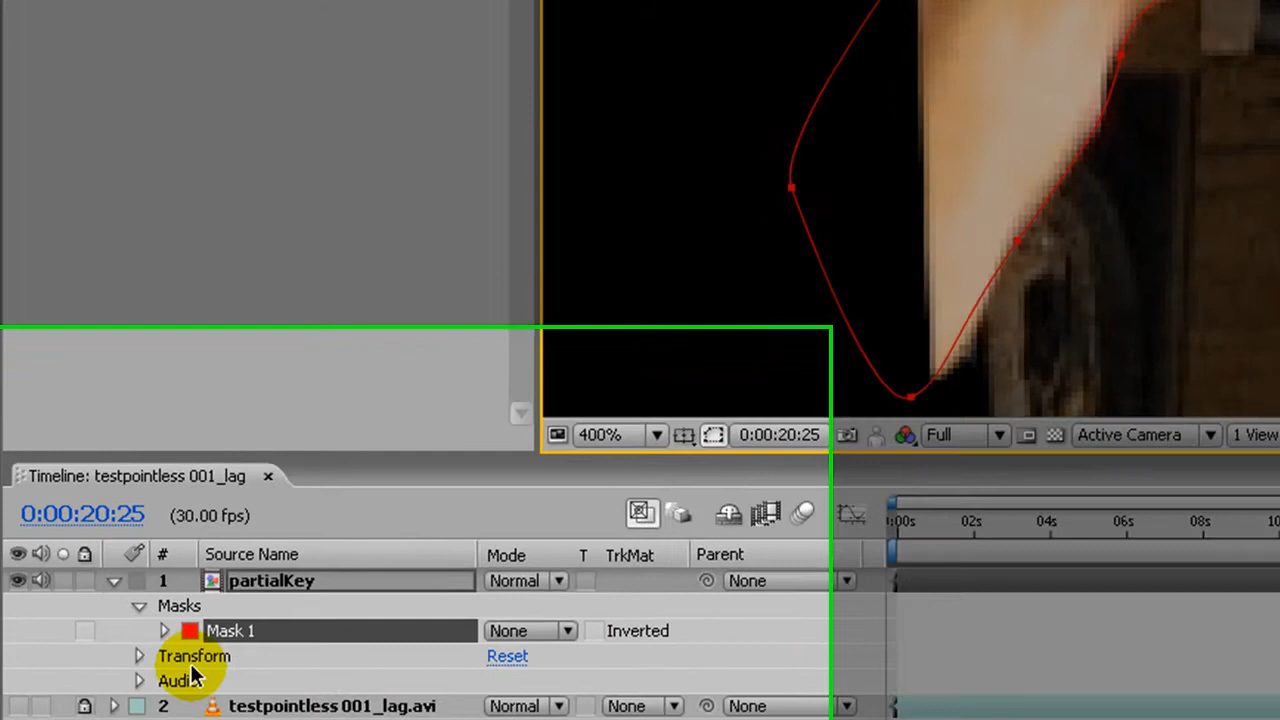 400% 0:00:20:25 Full Active Camera 1 View
Timeline: testpointless 001_lag ×
0:00:20:25 (30.00 fps)
:00s 02s 04s 06s 08s 10
# Source Name Mode T TrkMat Parent
1 partialKey Normal None
Masks
Mask 1 None Inverted
Transform Reset
Audio
2 testpointless 001_lag.avi Normal None None